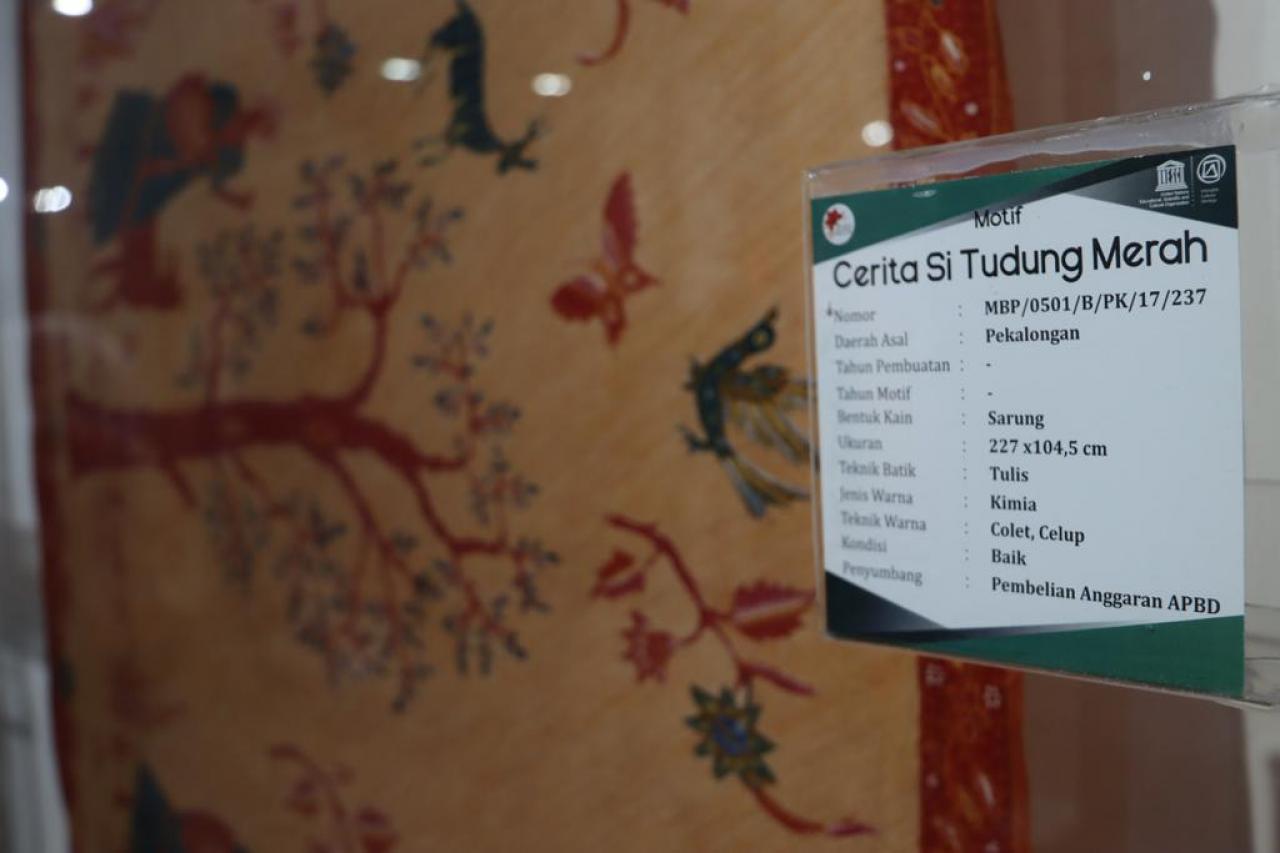 Motif
Cerita Si Tudung Merah
Nomor : MBP/0501/B/PK/17/237
Daerah Asal : Pekalongan
Tahun Pembuatan : -
Tahun Motif : -
Bentuk Kain : Sarung
Ukuran : 227 x104,5 cm
Teknik Batik : Tulis
Jenis Warna : Kimia
Teknik Warna : Colet, Celup
Kondisi : Baik
Penyumbang : Pembelian Anggaran APBD